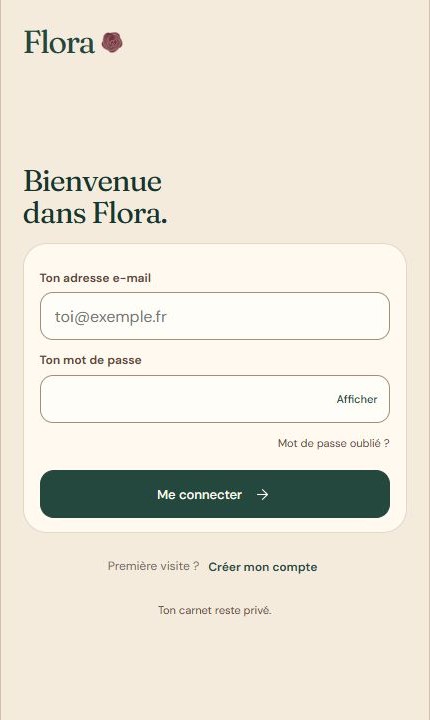 Flora
Bienvenue
dans Flora.
Ton adresse e-mail
toi@exemple.fr
Ton mot de passe
Afficher
Mot de passe oublié ?
Me connecter →
Première visite ? Créer mon compte
Ton carnet reste privé.